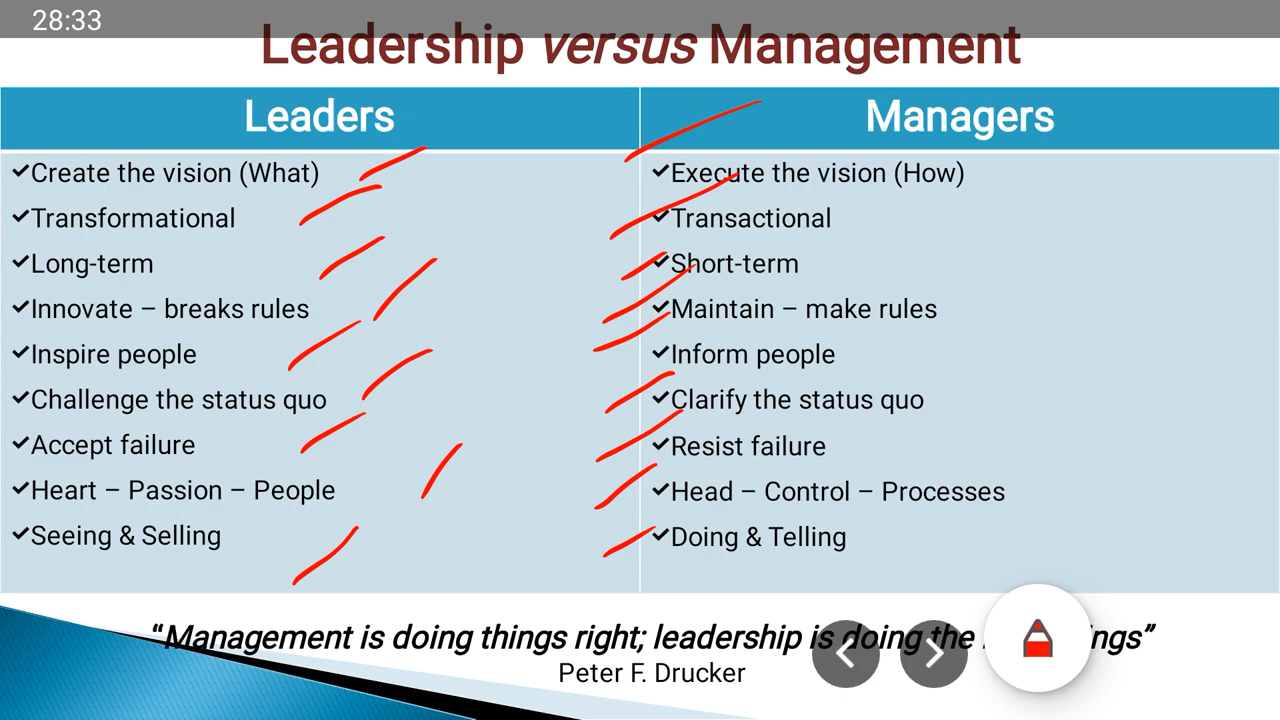 28:33
Leadership versus Management
Leaders
Managers
Create the vision (What)
Execute the vision (How)
Transformational
Transactional
Long-term
Short-term
Innovate – breaks rules
Maintain – make rules
Inspire people
Inform people
Challenge the status quo
Clarify the status quo
Accept failure
Resist failure
Heart – Passion – People
Head – Control – Processes
Seeing & Selling
Doing & Telling
“Management is doing things right; leadership is doing the
Peter F. Drucker